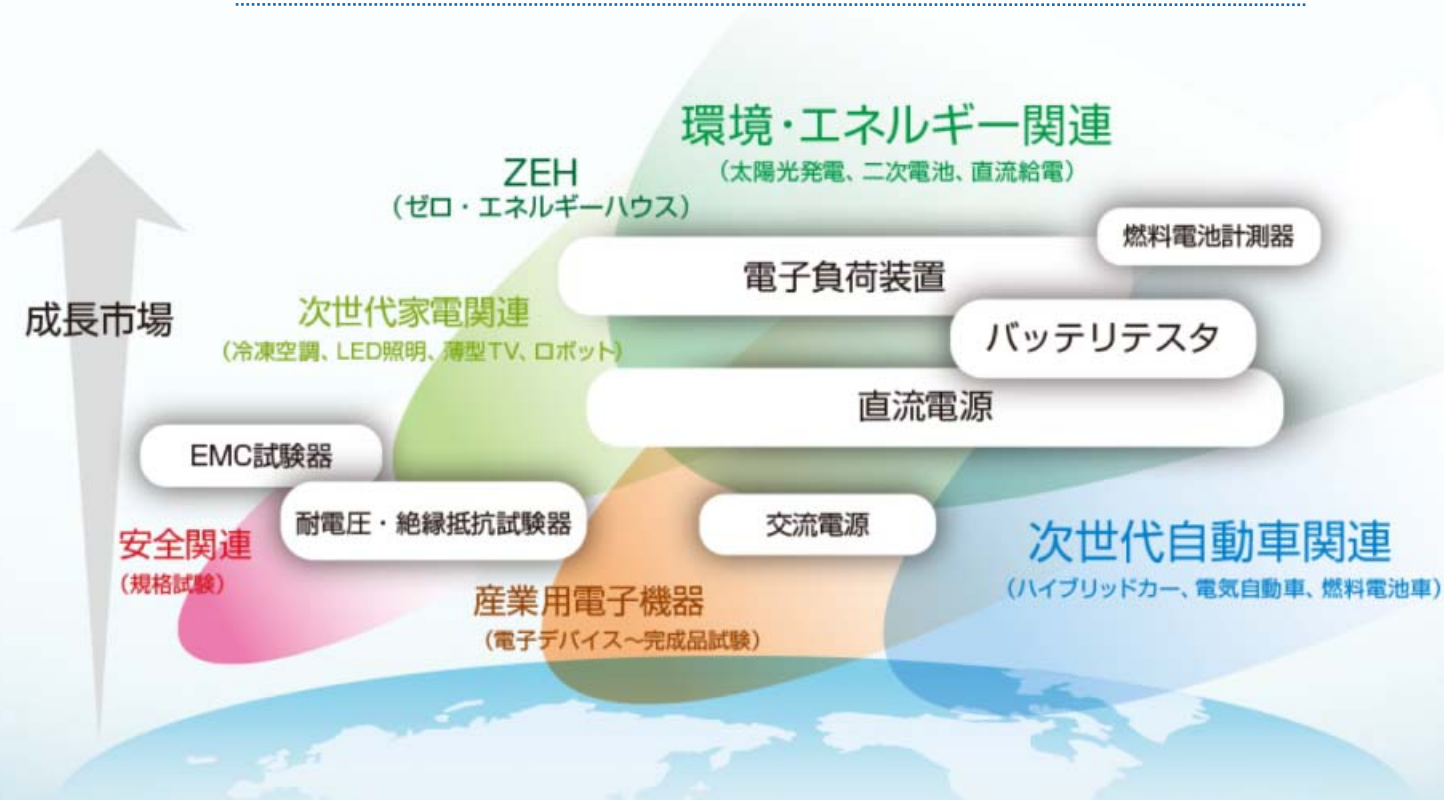 環境・エネルギー関連
（太陽光発電、二次電池、直流給電）
ZEH
（ゼロ・エネルギーハウス）
燃料電池計測器
電子負荷装置
成長市場
次世代家電関連
（冷凍空調、LED照明、薄型TV、ロボット）
バッテリテスタ
直流電源
EMC試験器
耐電圧・絶縁抵抗試験器
交流電源
安全関連
（規格試験）
次世代自動車関連
（ハイブリッドカー、電気自動車、燃料電池車）
産業用電子機器
（電子デバイス～完成品試験）